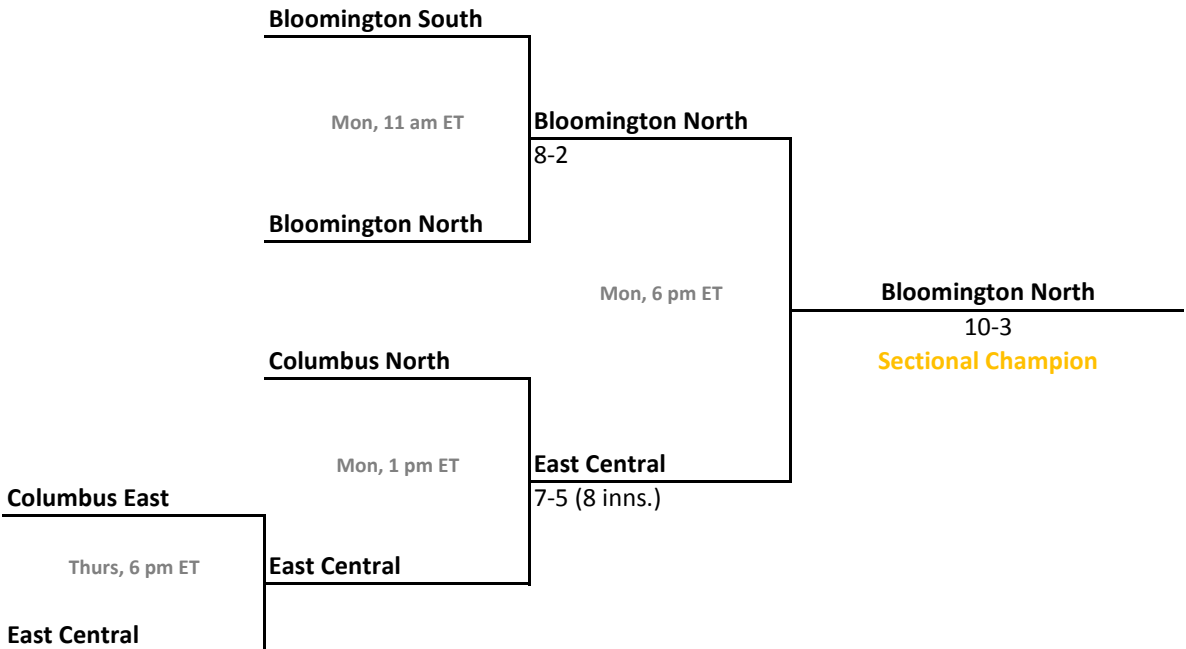 Bloomington South
Mon, 11 am ET
Bloomington North
8-2
Bloomington North
Mon, 6 pm ET
Bloomington North
10-3
Sectional Champion
Columbus North
Mon, 1 pm ET
East Central
7-5 (8 inns.)
Columbus East
Thurs, 6 pm ET
East Central
East Central